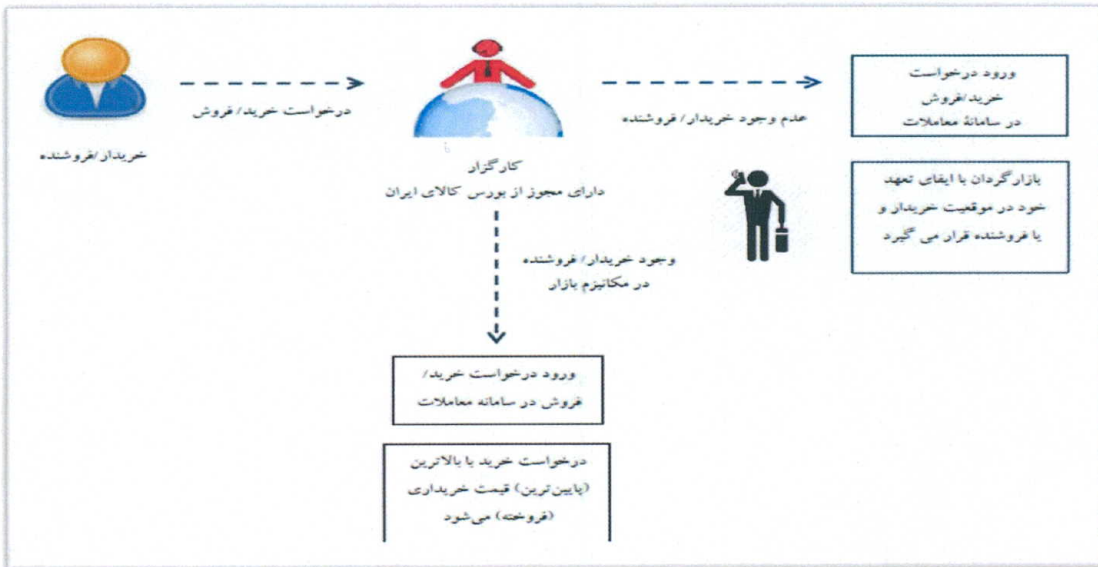 خریدار/فروشنده
درخواست خرید/ فروش
کارگزار
دارای مجوز از بورس کالای ایران
عدم وجود خریدار/ فروشنده
ورود درخواست
خرید/فروش
در سامانهٔ معاملات
بازارگردان با ایفای تعهد
خود در موقعیت خریدار و
یا فروشنده قرار می گیرد
وجود خریدار/ فروشنده
در مکانیزم بازار
ورود درخواست خرید/
فروش در سامانه معاملات
درخواست خرید با بالاترین
(پایین‌ترین) قیمت خریداری
(فروخته) می‌شود